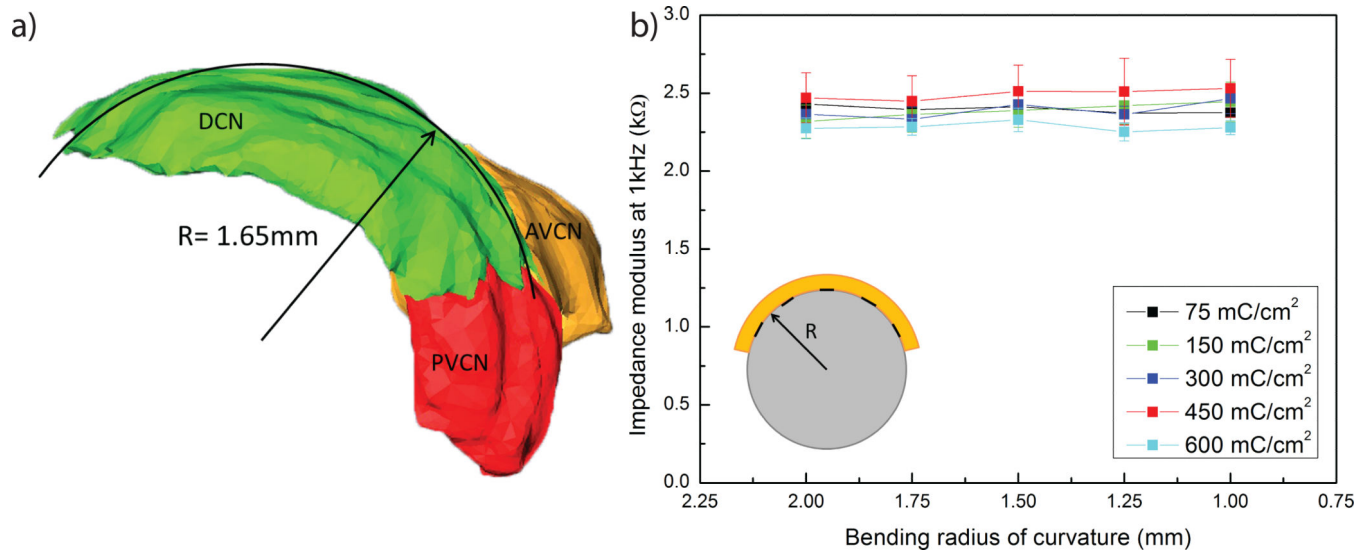 a)
DCN
R= 1.65mm
AVCN
PVCN
b)
Impedance modulus at 1kHz (kΩ)
3.0
2.5
2.0
1.5
1.0
0.5
0.0
R
75 mC/cm²
150 mC/cm²
300 mC/cm²
450 mC/cm²
600 mC/cm²
2.25 2.00 1.75 1.50 1.25 1.00 0.75
Bending radius of curvature (mm)